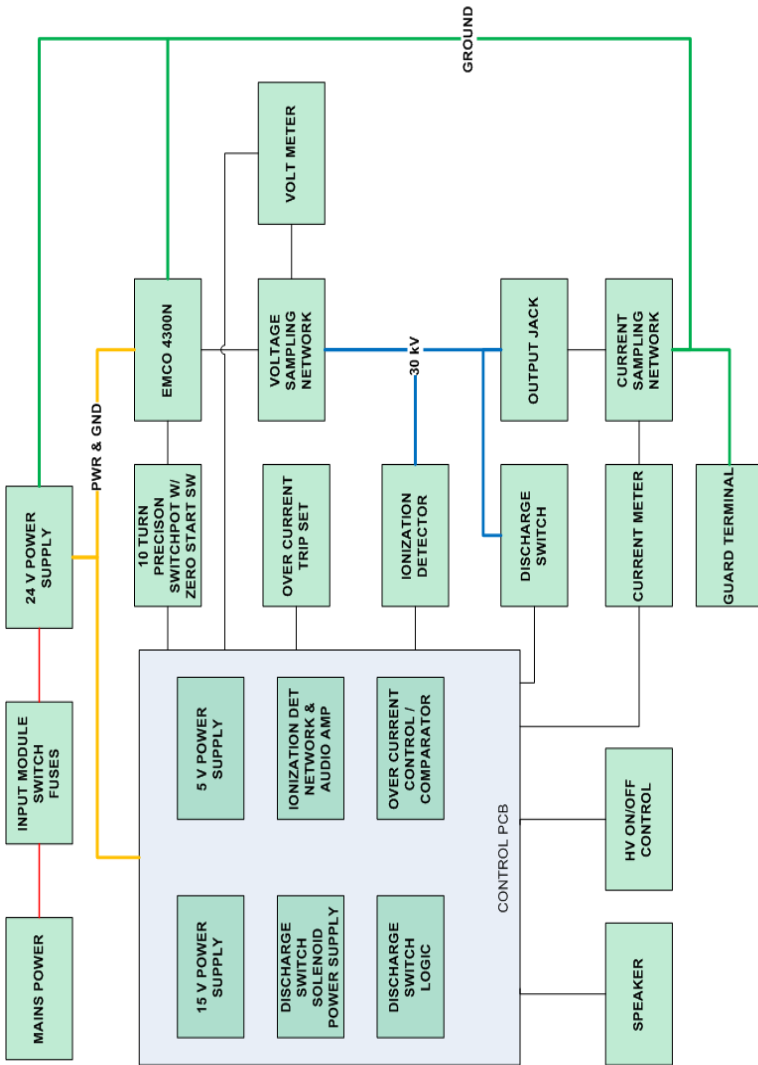 MAINS POWER
INPUT MODULE
SWITCH
FUSES
24 V POWER
SUPPLY
PWR & GND
GROUND
15 V POWER
SUPPLY
5 V POWER
SUPPLY
10 TURN
PRECISON
SWITCHPOT W/
ZERO START SW
EMCO 4300N
DISCHARGE
SWITCH
SOLENOID
POWER SUPPLY
IONIZATION DET
NETWORK &
AUDIO AMP
OVER CURRENT
TRIP SET
VOLTAGE
SAMPLING
NETWORK
VOLT METER
DISCHARGE
SWITCH
LOGIC
OVER CURRENT
CONTROL /
COMPARATOR
IONIZATION
DETECTOR
30 kV
CONTROL PCB
DISCHARGE
SWITCH
OUTPUT JACK
SPEAKER
HV ON/OFF
CONTROL
CURRENT METER
CURRENT
SAMPLING
NETWORK
GUARD TERMINAL